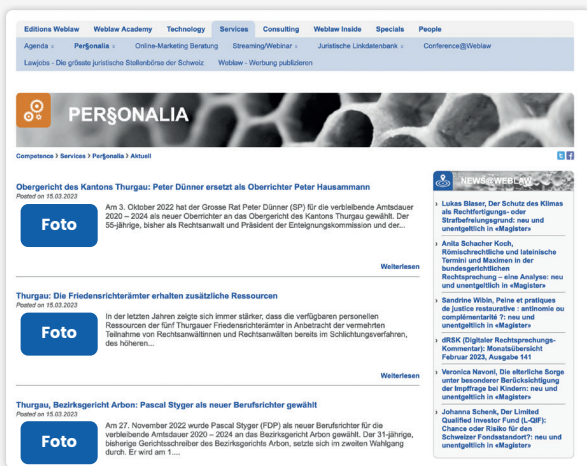 Editions Weblaw Weblaw Academy Technology Services Consulting Weblaw Inside Specials People
Agenda » Per§onalia » Online-Marketing Beratung Streaming/Webinar » Juristische Linkdatenbank » Conference@Weblaw
Lawjobs - Die grösste juristische Stellenbörse der Schweiz Weblaw - Werbung publizieren
PER§ONALIA
Competence > Services > Per§onalia > Aktuell
Obergericht des Kantons Thurgau: Peter Dünner ersetzt als Oberrichter Peter Hausammann
Posted on 15.03.2023
Foto
Am 3. Oktober 2022 hat der Grosse Rat Peter Dünner (SP) für die verbleibende Amtsdauer
2020 – 2024 als neuer Oberrichter an das Obergericht des Kantons Thurgau gewählt. Der
55-jährige, bisher als Rechtsanwalt und Präsident der Enteignungskommission und der...
Weiterlesen
Thurgau: Die Friedensrichterämter erhalten zusätzliche Ressourcen
Posted on 15.03.2023
Foto
In der letzten Jahren zeigte sich immer stärker, dass die verfügbaren personellen
Ressourcen der fünf Thurgauer Friedensrichterämter in Anbetracht der vermehrten
Teilnahme von Rechtsanwältinnen und Rechtsanwälten bereits im Schlichtungsverfahren,
des höheren...
Weiterlesen
Thurgau, Bezirksgericht Arbon: Pascal Styger als neuer Berufsrichter gewählt
Posted on 15.03.2023
Foto
Am 27. November 2022 wurde Pascal Styger (FDP) als neuer Berufsrichter für die
verbleibende Amtsdauer 2020 – 2024 an das Bezirksgericht Arbon gewählt. Der 31-jährige,
bisherige Gerichtsschreiber des Bezirksgerichts Arbon, setzte sich im zweiten Wahlgang
durch. Er wird am 1....
NEWS@WEBLAW
› Lukas Blaser, Der Schutz des Klimas
als Rechtfertigungs- oder
Strafbefreiungsgrund: neu und
unentgeltlich in «Magister»
› Anita Schacher Koch,
Römischrechtliche und lateinische
Termini und Maximen in der
bundesgerichtlichen
Rechtsprechung – eine Analyse: neu
und unentgeltlich in «Magister»
› Sandrine Wibin, Peine et pratiques
de justice restaurative : antinomie ou
complémentarité ?: neu und
unentgeltlich in «Magister»
› dRSK (Digitaler Rechtsprechungs-
Kommentar): Monatsübersicht
Februar 2023, Ausgabe 141
› Veronica Navoni, Die elterliche Sorge
unter besonderer Berücksichtigung
der Impffrage bei Kindern: neu und
unentgeltlich in «Magister»
› Johanna Schenk, Der Limited
Qualified Investor Fund (L-QIF):
Chance oder Risiko für den
Schweizer Fondsstandort?: neu und
unentgeltlich in «Magister»